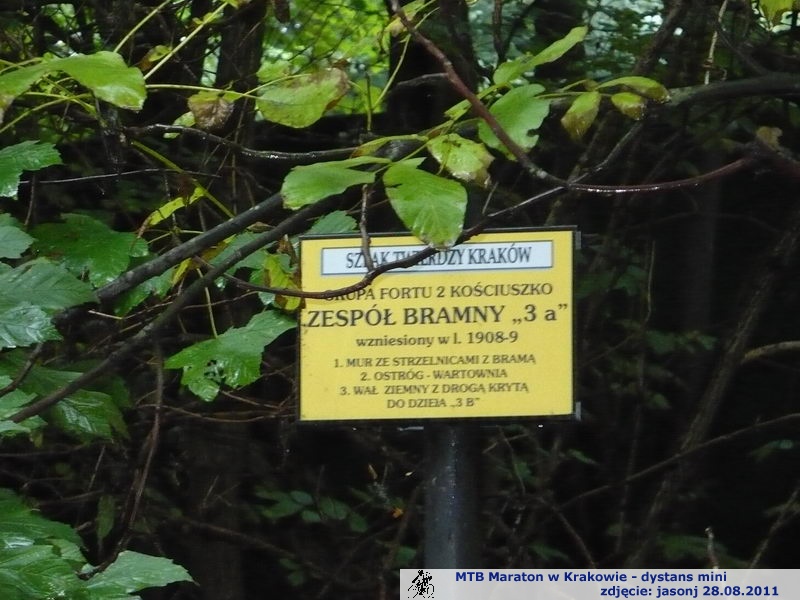 KRAKÓW
FORTU 2 KOŚCIUSZKO
ZESPÓŁ BRAMNY „3 a”
wzniesiony w l. 1908-9
1. MUR ZE STRZELNICAMI Z BRAMĄ
2. OSTRÓG - WARTOWNIA
3. WAŁ ZIEMNY Z DROGĄ KRYTĄ
DO DZIEŁA „3 B”
MTB Maraton w Krakowie - dystans mini
zdjęcie: jasonj 28.08.2011